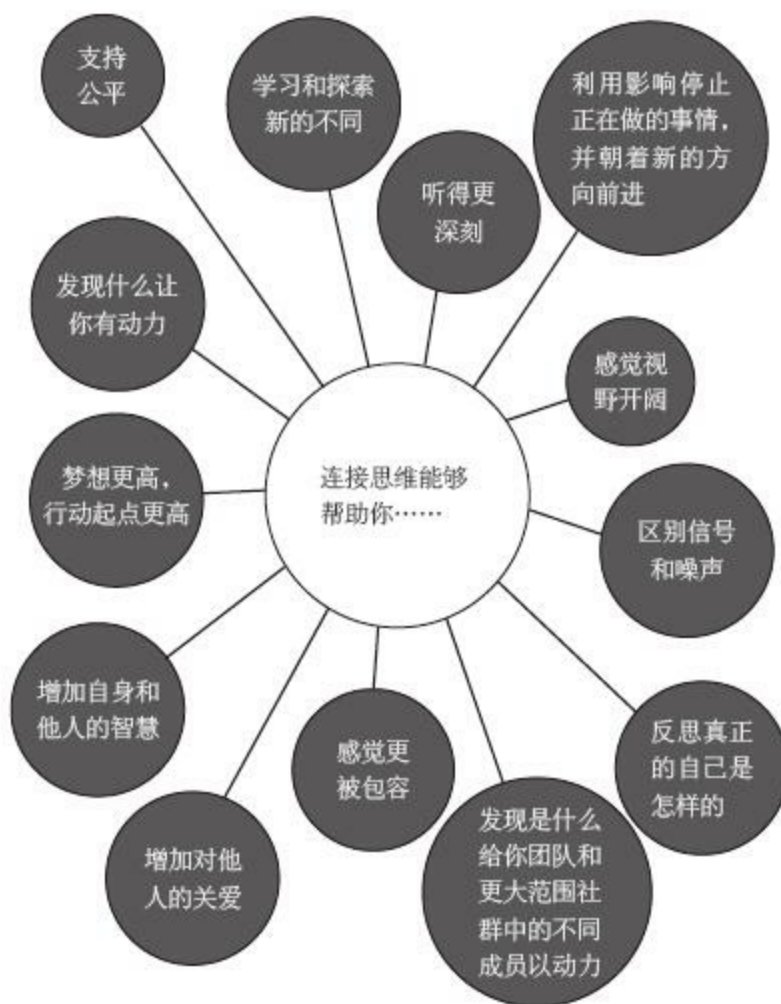 支持
公平
学习和探索
新的不同
利用影响停止
正在做的事情，
并朝着新的方
向前进
听得更
深刻
发现什么让
你有动力
感觉视
野开阔
连接思维能够
帮助你……
梦想更高，
行动起点更高
区别信号
和噪声
增加自身和
他人的智慧
感觉更
被包容
反思真正
的自己是
怎样的
增加对他
人的关爱
发现是什么
给你团队和
更大范围社
群中的不同
成员以动力